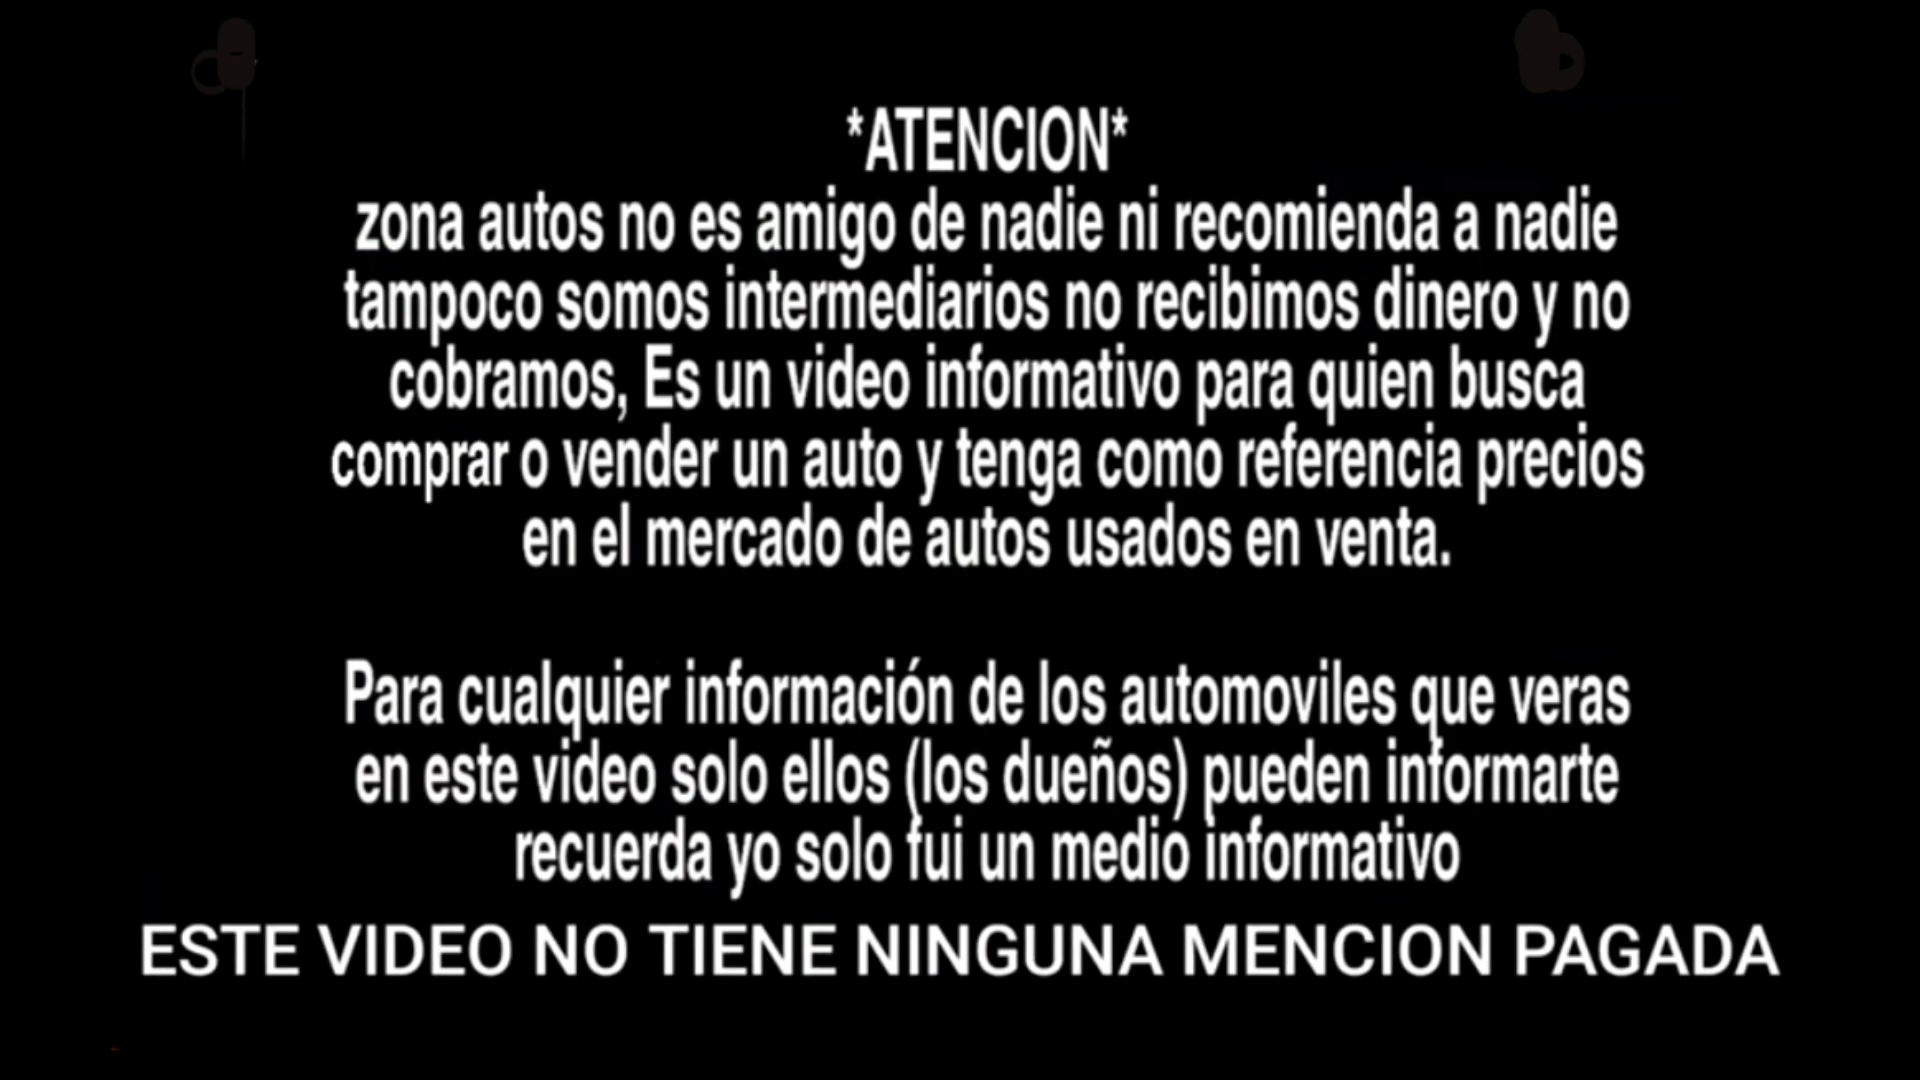 *ATENCION*
zona autos no es amigo de nadie ni recomienda a nadie
tampoco somos intermediarios no recibimos dinero y no
cobramos, Es un video informativo para quien busca
comprar o vender un auto y tenga como referencia precios
en el mercado de autos usados en venta.
Para cualquier información de los automoviles que veras
en este video solo ellos (los dueños) pueden informarte
recuerda yo solo fui un medio informativo
ESTE VIDEO NO TIENE NINGUNA MENCION PAGADA